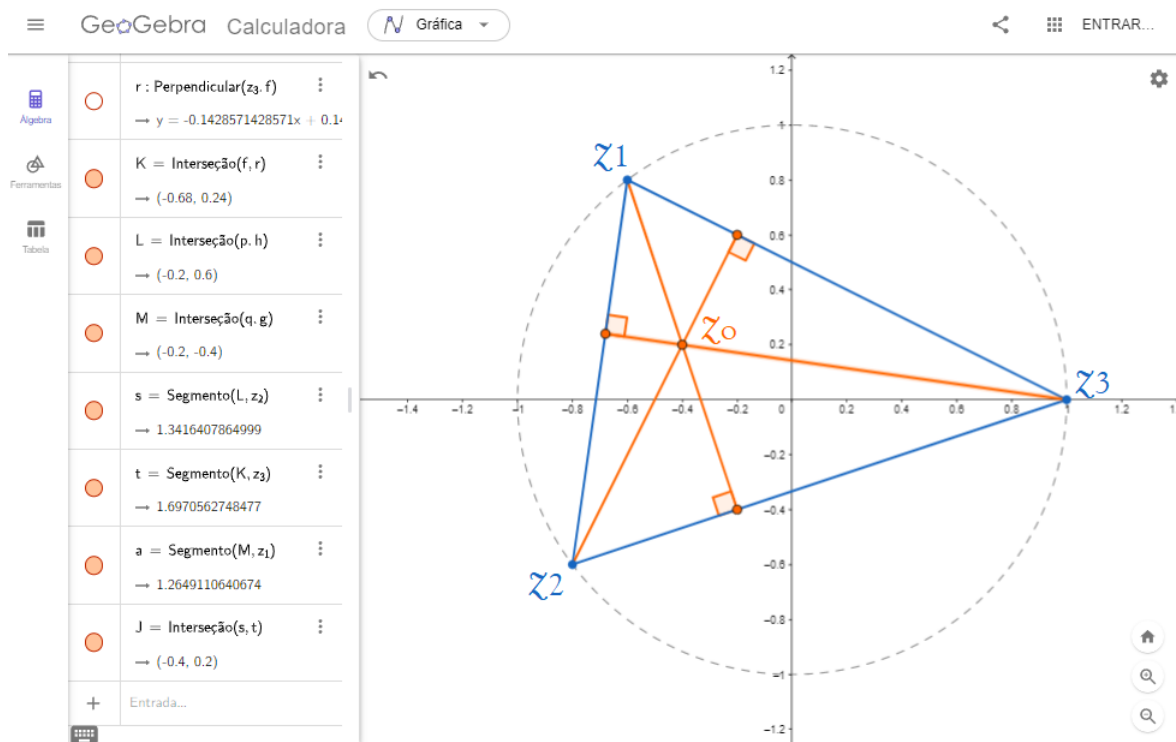 GeoGebra Calculadora Gráfica ENTRAR...
Álgebra
Ferramentas
Tabela
r : Perpendicular(z₃. f)
→ y = -0.1428571428571x + 0.14
K = Interseção(f, r)
→ (-0.68, 0.24)
L = Interseção(p. h)
→ (-0.2, 0.6)
M = Interseção(q. g)
→ (-0.2, -0.4)
s = Segmento(L, z₂)
→ 1.3416407864999
t = Segmento(K, z₃)
→ 1.6970562748477
a = Segmento(M, z₁)
→ 1.2649110640674
J = Interseção(s, t)
→ (-0.4, 0.2)
+ Entrada...
1.2
1
z1
0.8
0.6
0.4
zo
0.2
z3
−1.4 −1.2 −1 −0.8 −0.6 −0.4 −0.2 0 0.2 0.4 0.6 0.8 1 1.2 1
−0.2
−0.4
z2
−0.6
−0.8
−1
−1.2